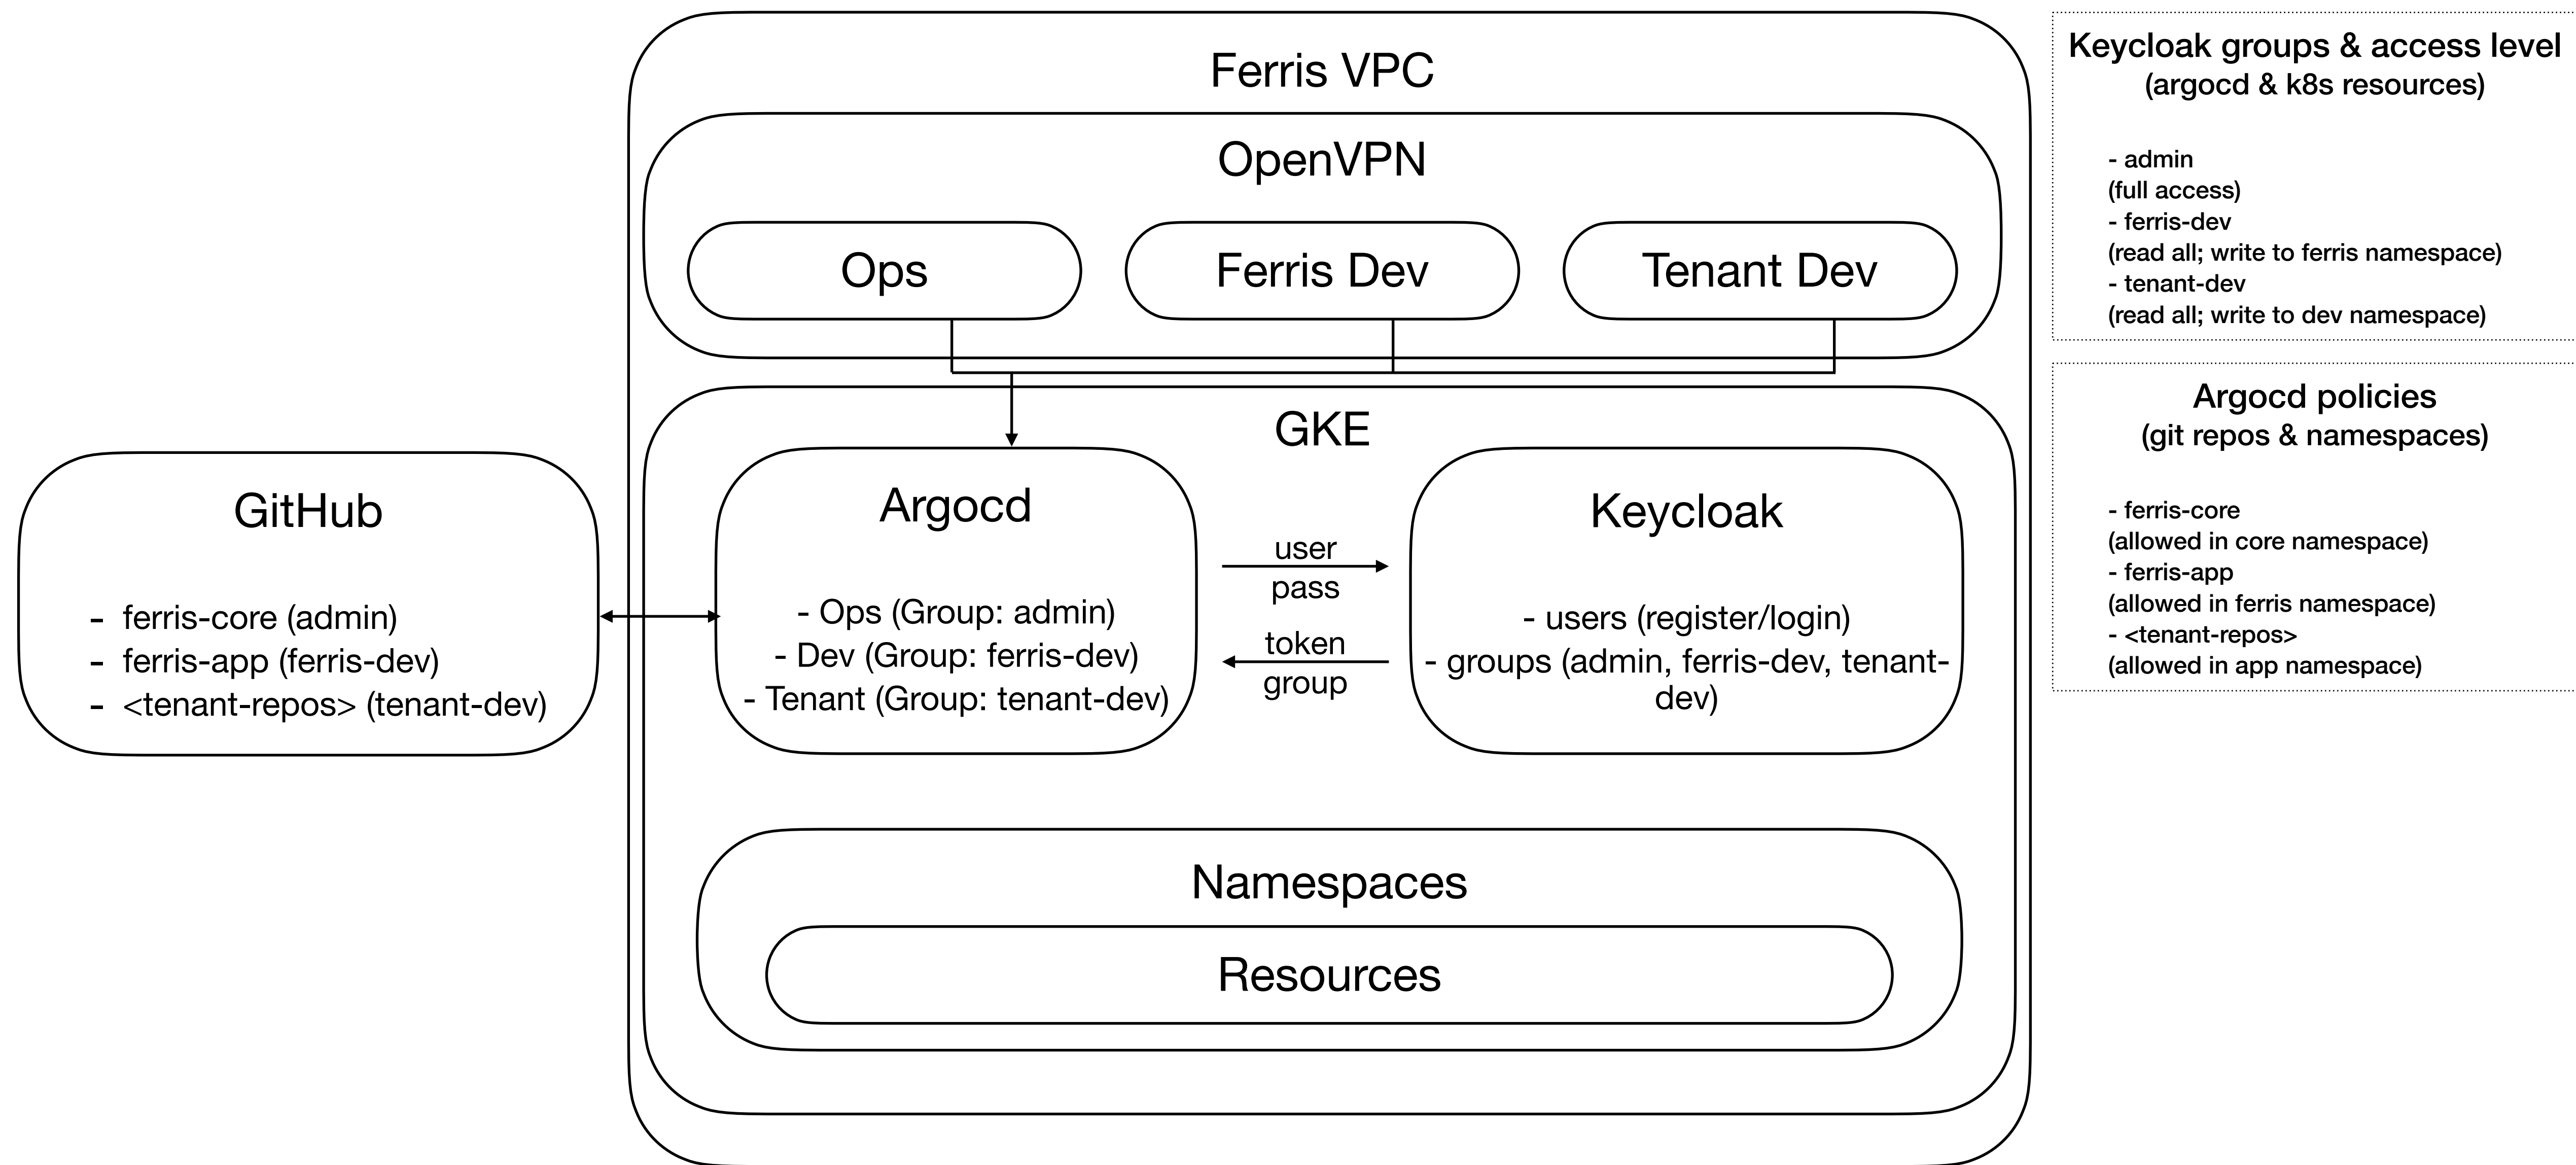 Ferris VPC
OpenVPN
Ops
Ferris Dev
Tenant Dev
GKE
GitHub
- ferris-core (admin)
- ferris-app (ferris-dev)
- <tenant-repos> (tenant-dev)
Argocd
- Ops (Group: admin)
- Dev (Group: ferris-dev)
- Tenant (Group: tenant-dev)
user
pass
token
group
Keycloak
- users (register/login)
- groups (admin, ferris-dev, tenant-
dev)
Namespaces
Resources
Keycloak groups & access level
(argocd & k8s resources)
- admin
(full access)
- ferris-dev
(read all; write to ferris namespace)
- tenant-dev
(read all; write to dev namespace)
Argocd policies
(git repos & namespaces)
- ferris-core
(allowed in core namespace)
- ferris-app
(allowed in ferris namespace)
- <tenant-repos>
(allowed in app namespace)